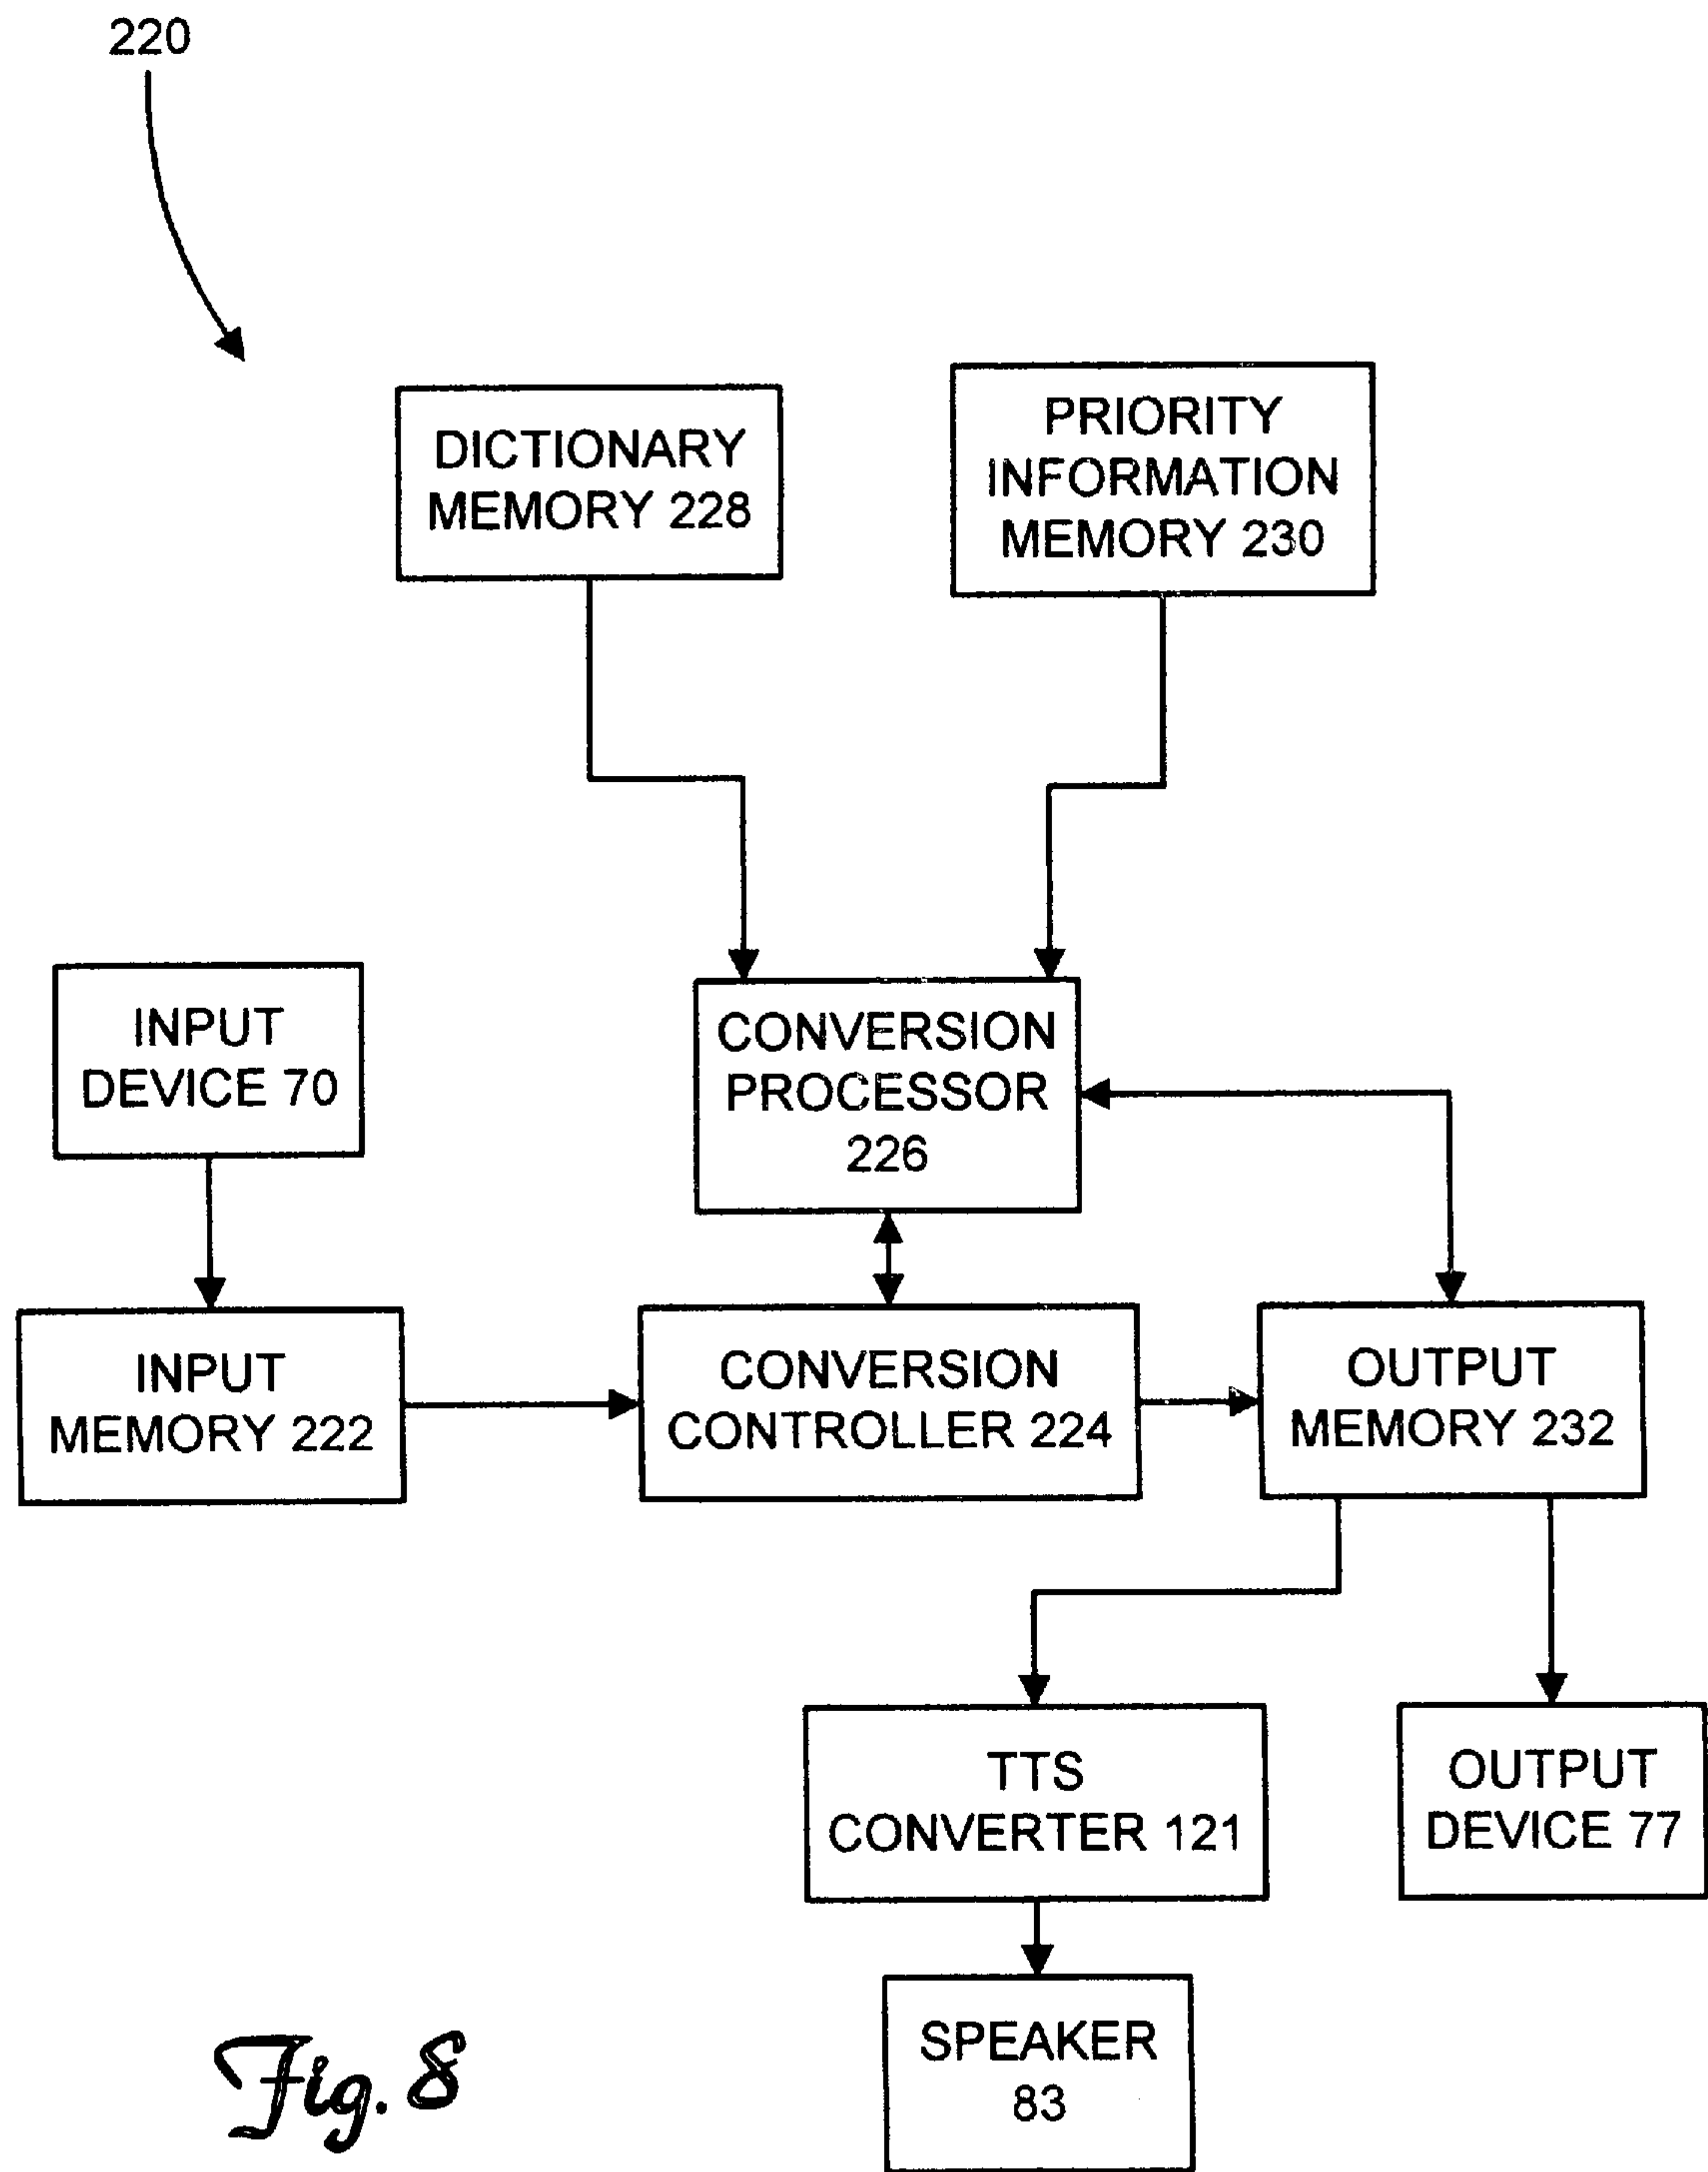 220
DICTIONARY
MEMORY 228
PRIORITY
INFORMATION
MEMORY 230
INPUT
DEVICE 70
CONVERSION
PROCESSOR
226
INPUT
MEMORY 222
CONVERSION
CONTROLLER 224
OUTPUT
MEMORY 232
TTS
CONVERTER 121
OUTPUT
DEVICE 77
SPEAKER
83
Fig. 8